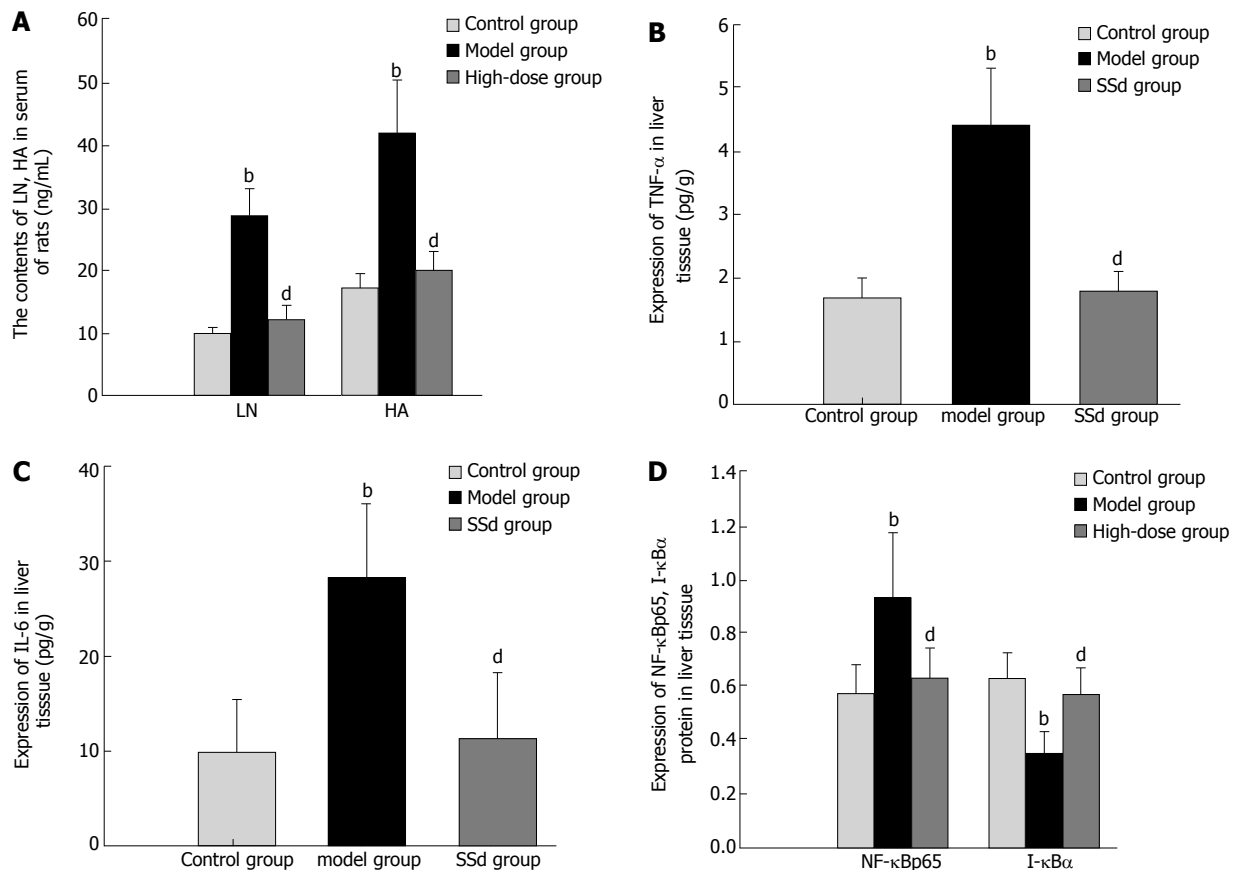 A
The contents of LN, HA in serum
of rats (ng/mL)
60
50
40
30
20
10
0
Control group
Model group
High-dose group
b
d
b
d
LN
HA
B
Expression of TNF-α in liver
tisssue (pg/g)
6
5
4
3
2
1
0
Control group
Model group
SSd group
b
d
Control group
model group
SSd group
C
Expression of IL-6 in liver
tisssue (pg/g)
40
30
20
10
0
Control group
Model group
SSd group
b
d
Control group
model group
SSd group
D
Expression of NF-κBp65, I-κBα
protein in liver tisssue
1.4
1.2
1.0
0.8
0.6
0.4
0.2
0.0
Control group
Model group
High-dose group
b
d
b
d
NF-κBp65
I-κBα